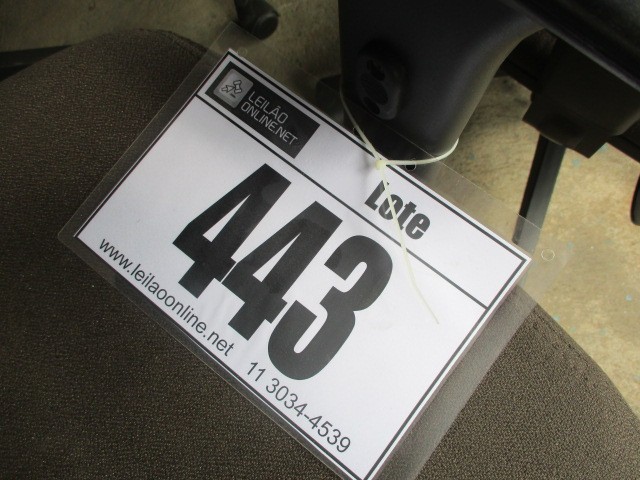 LEILÃO
ONLINE.NET
Lote
443
www.leilaoonline.net 11 3034-4539